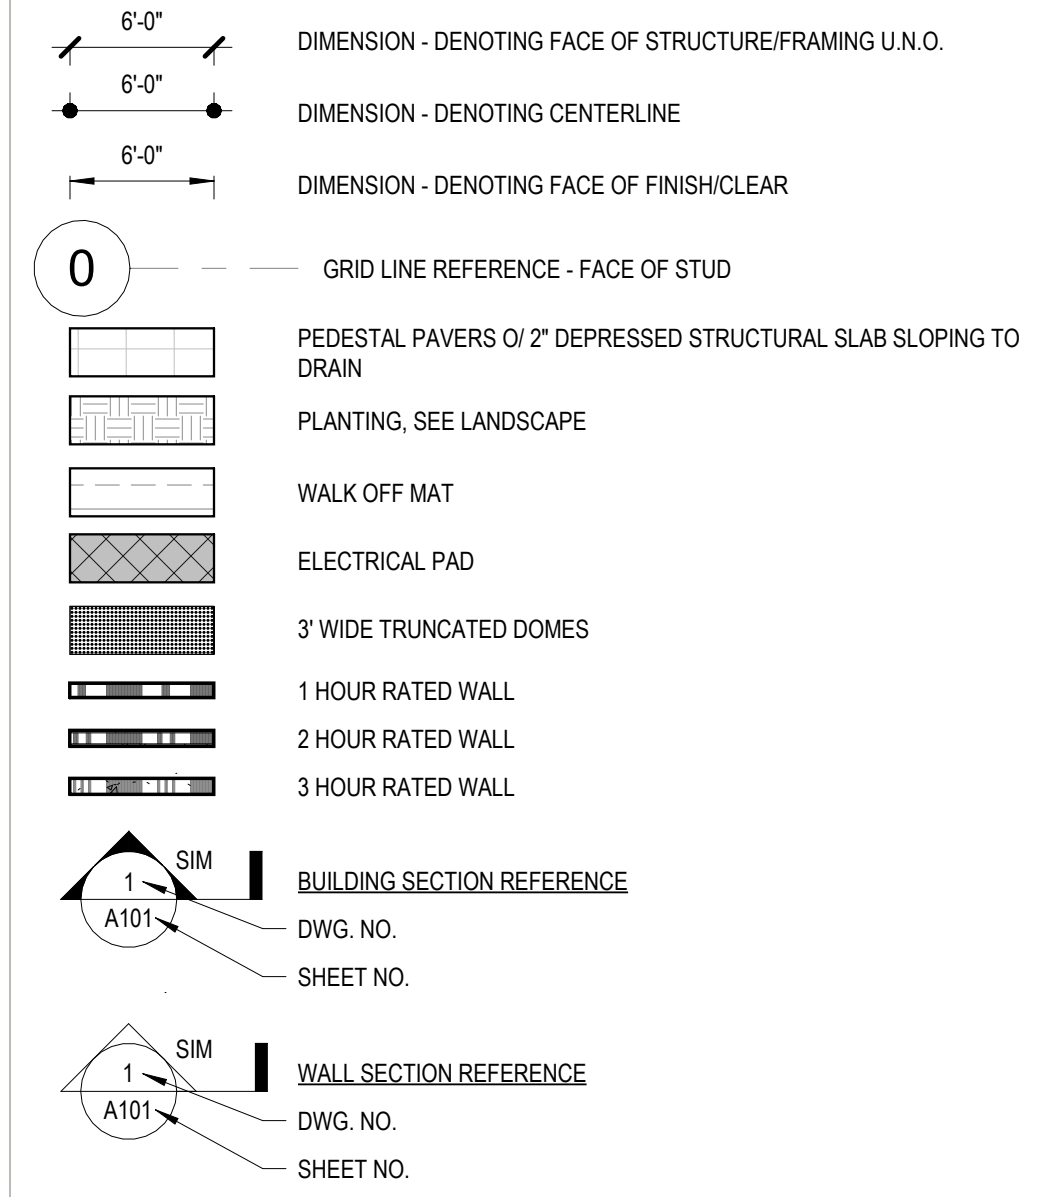 6'-0"
DIMENSION - DENOTING FACE OF STRUCTURE/FRAMING U.N.O.
6'-0"
DIMENSION - DENOTING CENTERLINE
6'-0"
DIMENSION - DENOTING FACE OF FINISH/CLEAR
0
GRID LINE REFERENCE - FACE OF STUD
PEDESTAL PAVERS O/ 2" DEPRESSED STRUCTURAL SLAB SLOPING TO
DRAIN
PLANTING, SEE LANDSCAPE
WALK OFF MAT
ELECTRICAL PAD
3' WIDE TRUNCATED DOMES
1 HOUR RATED WALL
2 HOUR RATED WALL
3 HOUR RATED WALL
SIM
1
A101
BUILDING SECTION REFERENCE
DWG. NO.
SHEET NO.
SIM
1
A101
WALL SECTION REFERENCE
DWG. NO.
SHEET NO.